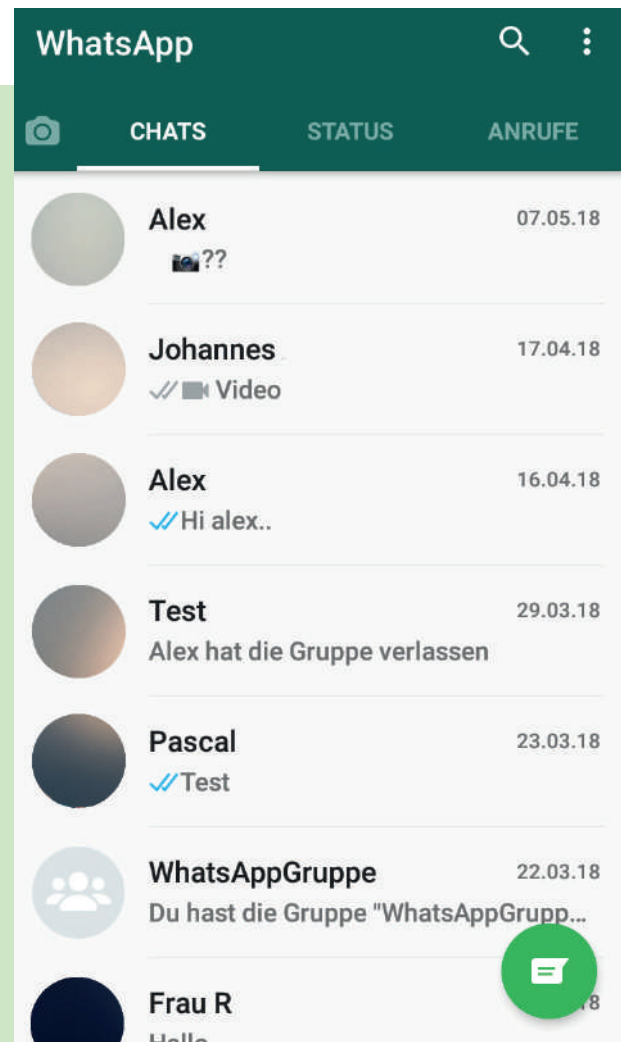 WhatsApp
CHATS STATUS ANRUFE
Alex 07.05.18
📷??
Johannes 17.04.18
Video
Alex 16.04.18
Hi alex..
Test 29.03.18
Alex hat die Gruppe verlassen
Pascal 23.03.18
Test
WhatsAppGruppe 22.03.18
Du hast die Gruppe "WhatsAppGrupp...
Frau R